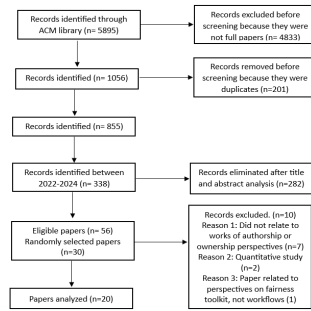 Records identified through
ACM library (n= 5895)
Records excluded before
screening because they were
not full papers (n= 4833)
Records identified (n= 1056)
Records removed before
screening because they were
duplicates (n=201)
Records identified (n= 855)
Records identified between
2022-2024 (n= 338)
Records eliminated after title
and abstract analysis (n=282)
Eligible papers (n= 56)
Randomly selected papers
(n=30)
Records excluded. (n=10)
Reason 1: Did not relate to
works of authorship or
ownership perspectives (n=7)
Reason 2: Quantitative study
(n=2)
Reason 3: Paper related to
perspectives on fairness
toolkit, not workflows (1)
Papers analyzed (n=20)